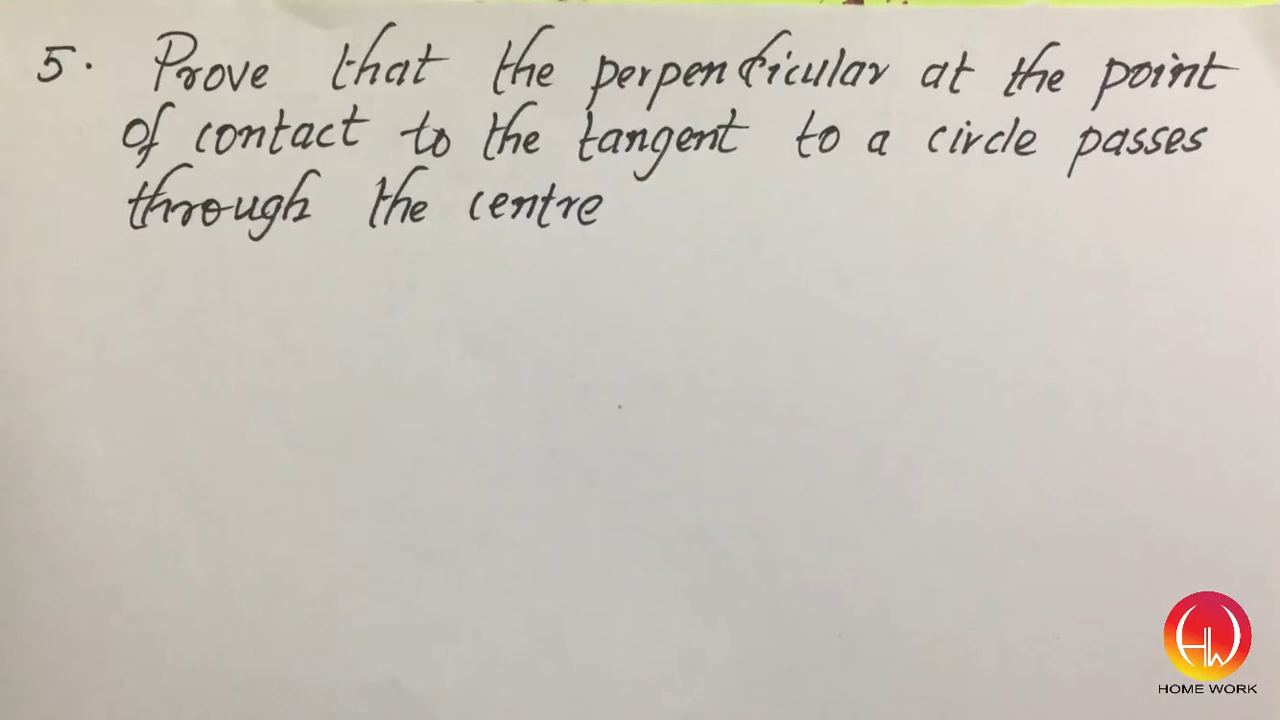 5. Prove that the perpendicular at the point
of contact to the tangent to a circle passes
through the centre
HW
HOME WORK